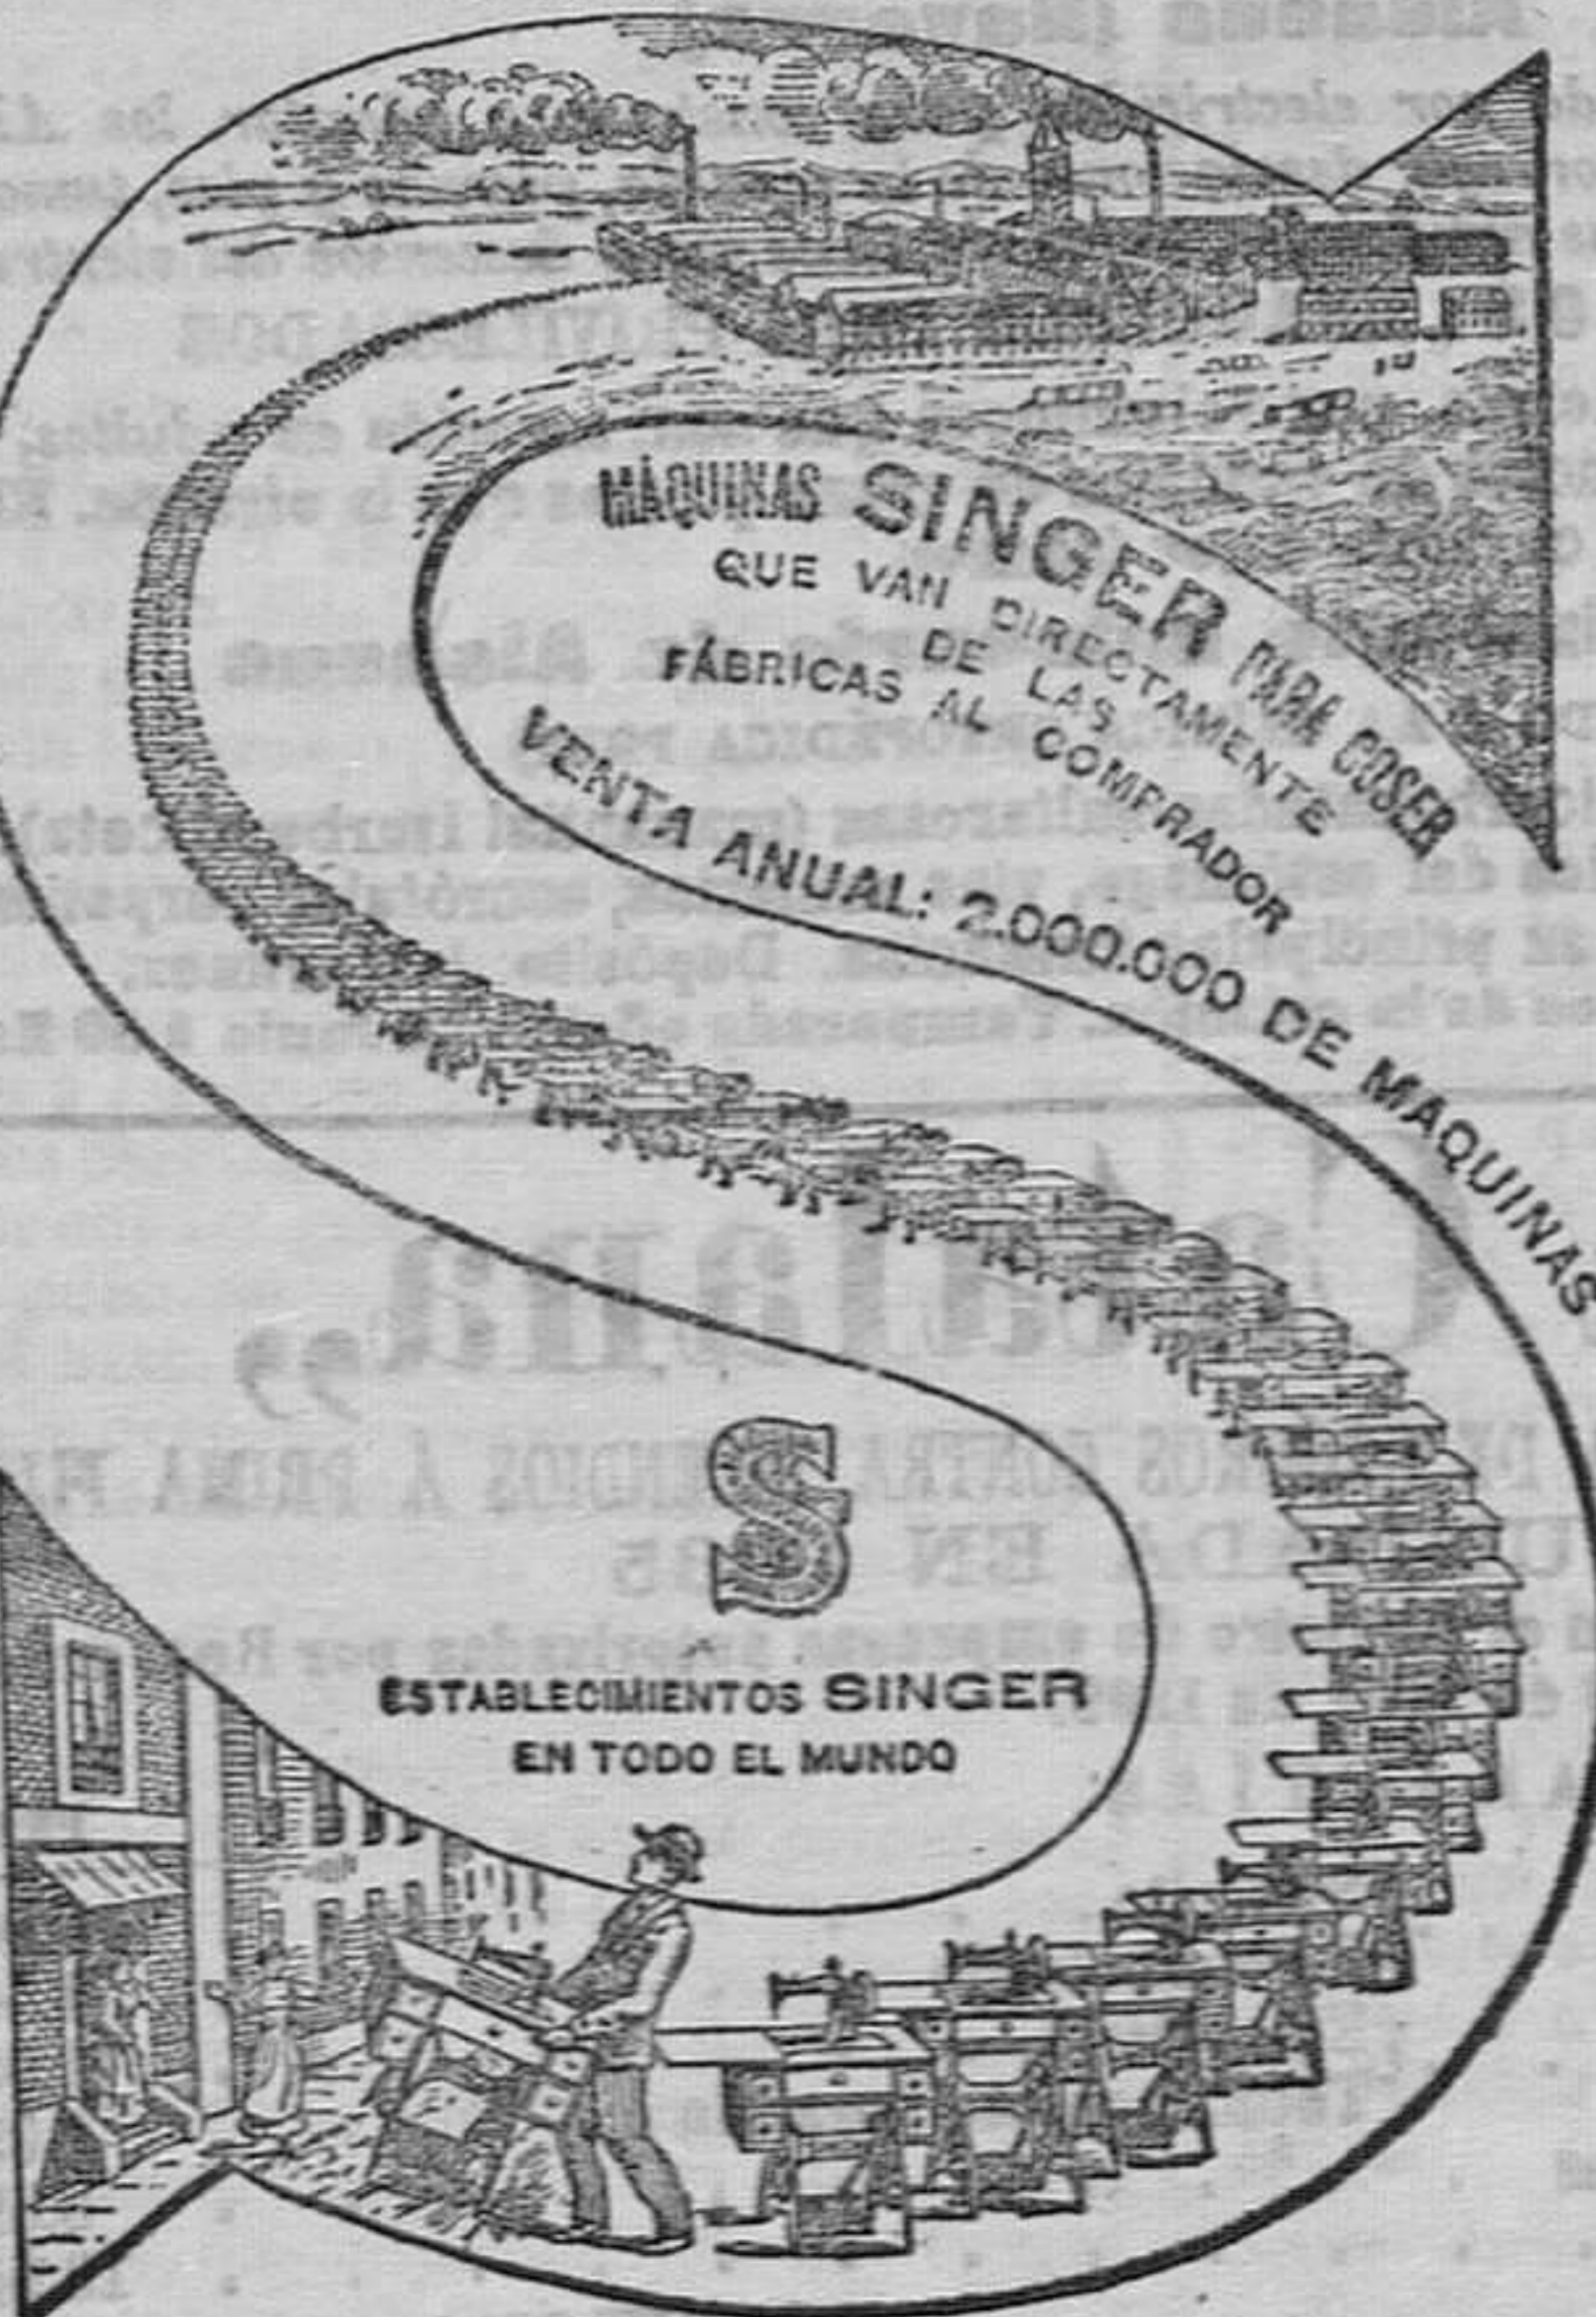 MÁQUINAS SINGER PARA COSER
QUE VAN DIRECTAMENTE
DE LAS
FÁBRICAS AL COMPRADOR
VENTA ANUAL: 2.000.000 DE MAQUINAS
S
ESTABLECIMIENTOS SINGER
EN TODO EL MUNDO